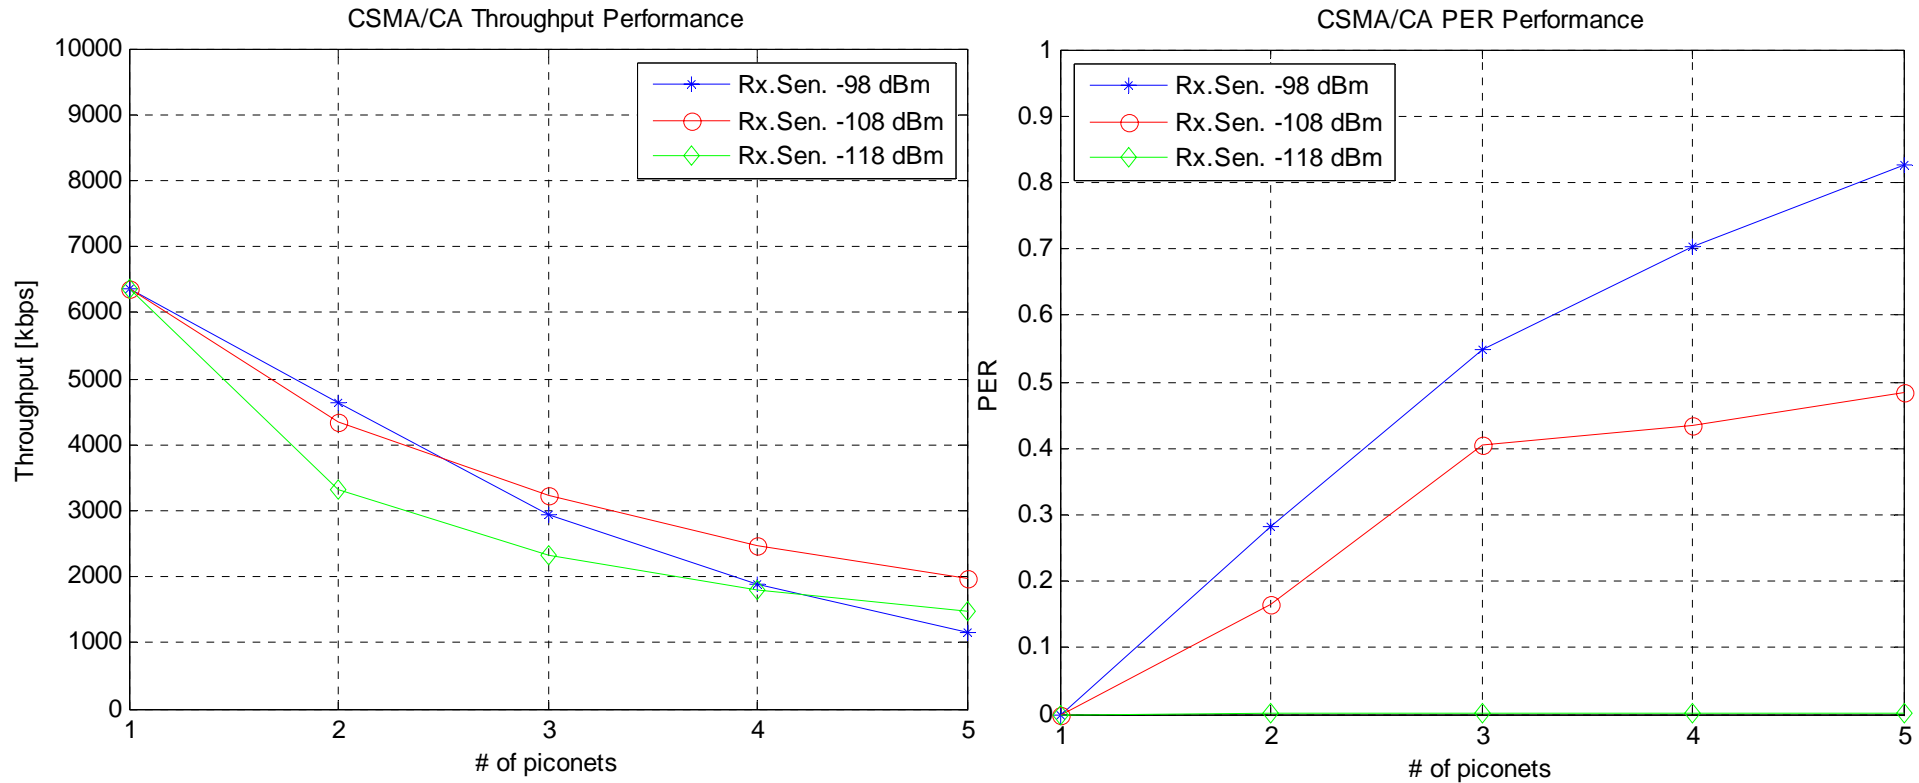 CSMA/CA Throughput Performance
10000
9000
8000
7000
6000
5000
4000
3000
2000
1000
0
Throughput [kbps]
Rx.Sen. -98 dBm
Rx.Sen. -108 dBm
Rx.Sen. -118 dBm
1 2 3 4 5
# of piconets
CSMA/CA PER Performance
1
0.9
0.8
0.7
0.6
0.5
0.4
0.3
0.2
0.1
0
PER
Rx.Sen. -98 dBm
Rx.Sen. -108 dBm
Rx.Sen. -118 dBm
1 2 3 4 5
# of piconets